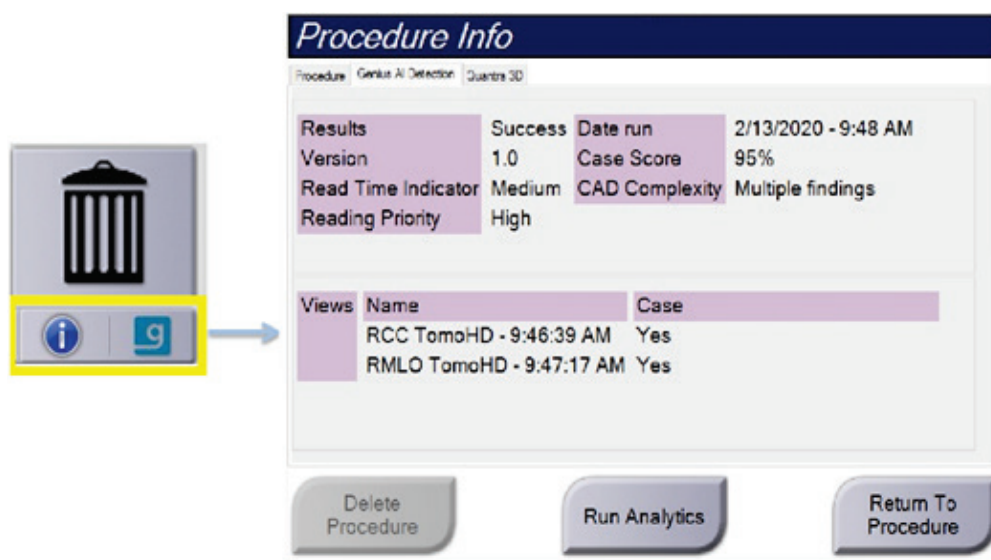 Procedure Info
Procedure Genius AI Detection Quantra 3D
Results Success Date run 2/13/2020 - 9:48 AM
Version 1.0 Case Score 95%
Read Time Indicator Medium CAD Complexity Multiple findings
Reading Priority High
i g
Views Name Case
RCC TomoHD - 9:46:39 AM Yes
RMLO TomoHD - 9:47:17 AM Yes
Delete
Procedure
Run Analytics
Return To
Procedure